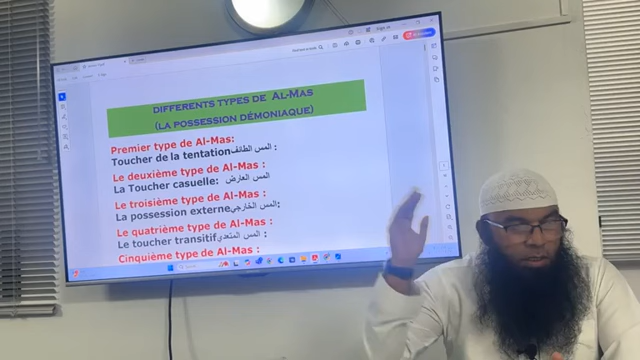 DIFFERENTS TYPES DE AL-MAS
(LA POSSESSION DÉMONIAQUE)
Premier type de Al-Mas:
Toucher de la tentation المس الطائف :
Le deuxième type de Al-Mas :
La Toucher casuelle: المس العارض
Le troisième type de Al-Mas :
La possession externe المس الخارجي:
Le quatrième type de Al-Mas :
Le toucher transitif المس المتعدي :
Cinquième type de Al-Mas :